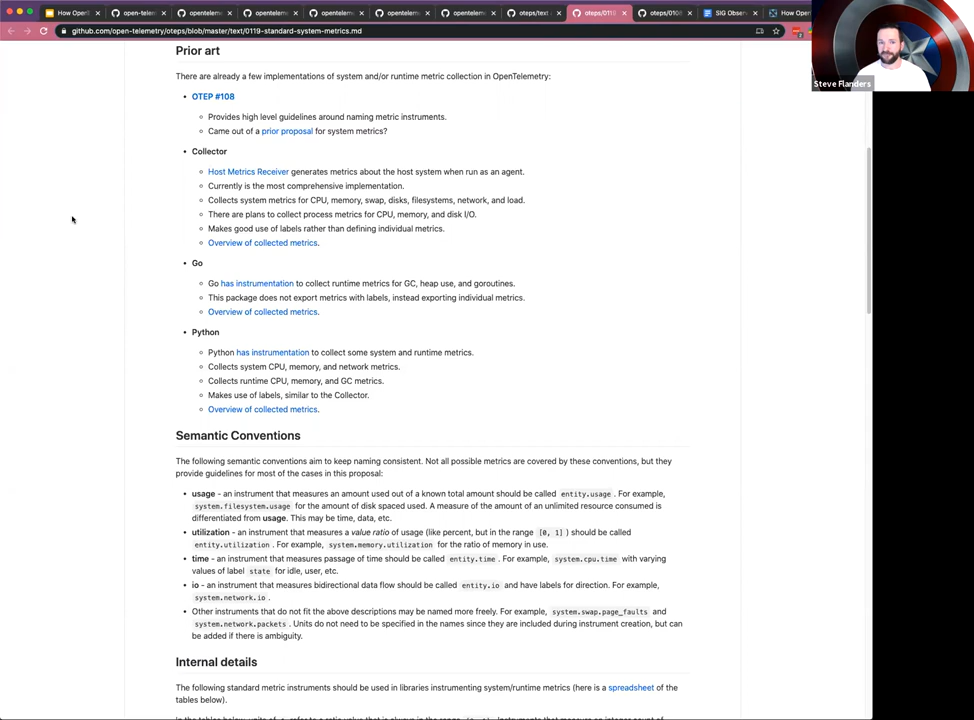 How OpenT
open-telem
opentelem
opentelem
opentelem
opentelem
opentelem
oteps/text
oteps/0119
oteps/0108
SIG Obser
How Open
github.com/open-telemetry/oteps/blob/master/text/0119-standard-system-metrics.md
Steve Flanders
Prior art
There are already a few implementations of system and/or runtime metric collection in OpenTelemetry:
OTEP #108
Provides high level guidelines around naming metric instruments.
Came out of a prior proposal for system metrics?
Collector
Host Metrics Receiver generates metrics about the host system when run as an agent.
Currently is the most comprehensive implementation.
Collects system metrics for CPU, memory, swap, disks, filesystems, network, and load.
There are plans to collect process metrics for CPU, memory, and disk I/O.
Makes good use of labels rather than defining individual metrics.
Overview of collected metrics.
Go
Go has instrumentation to collect runtime metrics for GC, heap use, and goroutines.
This package does not export metrics with labels, instead exporting individual metrics.
Overview of collected metrics.
Python
Python has instrumentation to collect some system and runtime metrics.
Collects system CPU, memory, and network metrics.
Collects runtime CPU, memory, and GC metrics.
Makes use of labels, similar to the Collector.
Overview of collected metrics.
Semantic Conventions
The following semantic conventions aim to keep naming consistent. Not all possible metrics are covered by these conventions, but they
provide guidelines for most of the cases in this proposal:
usage - an instrument that measures an amount used out of a known total amount should be called entity.usage . For example,
system.filesystem.usage for the amount of disk spaced used. A measure of the amount of an unlimited resource consumed is
differentiated from usage. This may be time, data, etc.
utilization - an instrument that measures a value ratio of usage (like percent, but in the range [0, 1] ) should be called
entity.utilization . For example, system.memory.utilization for the ratio of memory in use.
time - an instrument that measures passage of time should be called entity.time . For example, system.cpu.time with varying
values of label state for idle, user, etc.
io - an instrument that measures bidirectional data flow should be called entity.io and have labels for direction. For example,
system.network.io .
Other instruments that do not fit the above descriptions may be named more freely. For example, system.swap.page_faults and
system.network.packets . Units do not need to be specified in the names since they are included during instrument creation, but can
be added if there is ambiguity.
Internal details
The following standard metric instruments should be used in libraries instrumenting system/runtime metrics (here is a spreadsheet of the
tables below).